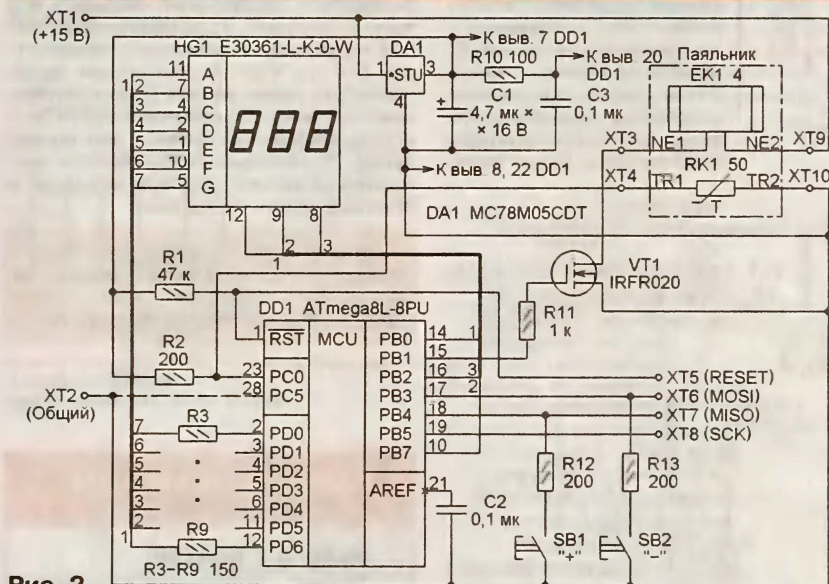 XT1
(+15 В)
HG1 E30361-L-K-0-W
DA1
К выв. 7 DD1
R10 100
К выв. 20
DD1
Паяльник
EK1 4
1
*STU
3
4
C1
4,7 мк ×
× 16 В
C3
0,1 мк
К выв. 8, 22 DD1
XT3
NE1
NE2
XT9
RK1 50
XT4
TR1
TR2
XT10
T
DA1 MC78M05CDT
1
2
3
4
5
6
7
11
7
4
2
1
10
5
A
B
C
D
E
F
G
888
12
9
8
1
2
3
R1
47 к
R2
200
XT2
(Общий)
DD1 ATmega8L-8PU
1
RST
MCU
23
PC0
28
PC5
7
R3
2
PD0
6
3
PD1
5
4
PD2
4
5
PD3
3
6
PD4
2
11
PD5
1
R9
12
PD6
R3-R9 150
PB0
14
1
PB1
15
PB2
16
3
PB3
17
2
PB4
18
PB5
19
PB7
10
AREF
21
C2
0,1 мк
VT1
IRFR020
R11
1 к
XT5 (RESET)
XT6 (MOSI)
XT7 (MISO)
XT8 (SCK)
R12
200
R13
200
SB1
"+"
SB2
"–"
Рис. 2